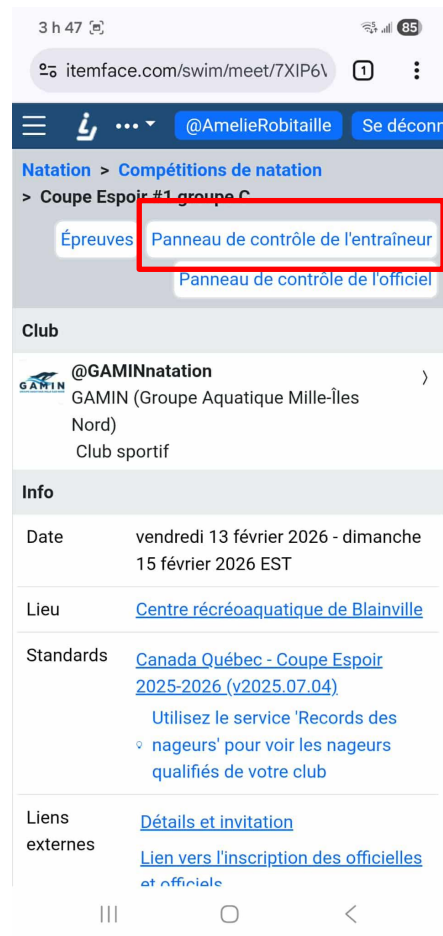 3 h 47
85
itemface.com/swim/meet/7XIP6
1
@AmelieRobitaille
Se déconn
Natation > Compétitions de natation
> Coupe Espoir #1 groupe C
Épreuves
Panneau de contrôle de l'entraîneur
Panneau de contrôle de l'officiel
Club
GAMIN
@GAMINnatation
GAMIN (Groupe Aquatique Mille-Îles
Nord)
Club sportif
Info
Date
vendredi 13 février 2026 - dimanche
15 février 2026 EST
Lieu
Centre récréoaquatique de Blainville
Standards
Canada Québec - Coupe Espoir
2025-2026 (v2025.07.04)
Utilisez le service 'Records des
nageurs' pour voir les nageurs
qualifiés de votre club
Liens
externes
Détails et invitation
Lien vers l'inscription des officielles
et officiels